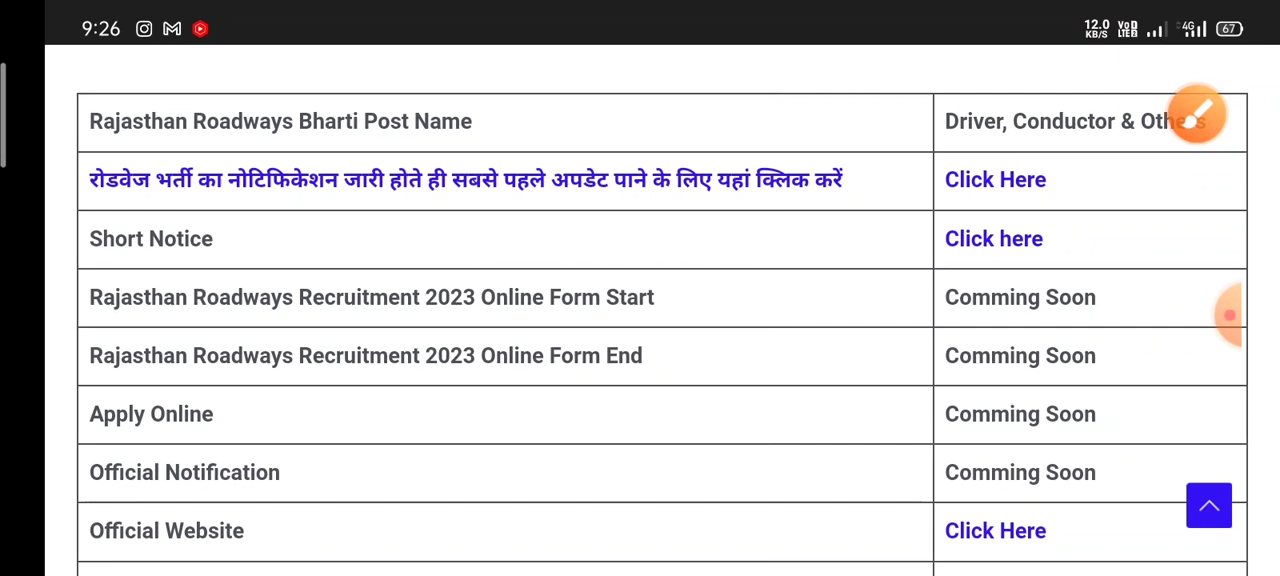 9:26 12.0 KB/S VoD LTE2 4G 67
Rajasthan Roadways Bharti Post Name Driver, Conductor &
रोडवेज भर्ती का नोटिफिकेशन जारी होते ही सबसे पहले अपडेट पाने के लिए यहां क्लिक करें Click Here
Short Notice Click here
Rajasthan Roadways Recruitment 2023 Online Form Start Comming Soon
Rajasthan Roadways Recruitment 2023 Online Form End Comming Soon
Apply Online Comming Soon
Official Notification Comming Soon
Official Website Click Here